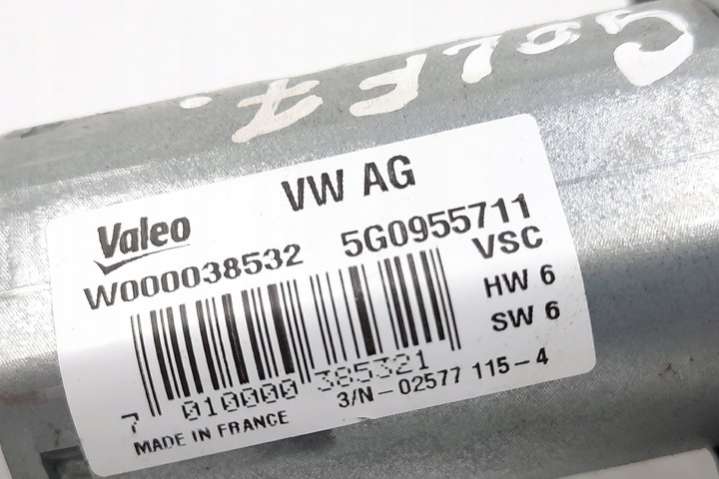 GOLF 7.
VW AG
Valeo
W000038532 5G0955711
VSC
HW 6
SW 6
7 010000 385321
3/N - 02577 115 - 4
MADE IN FRANCE